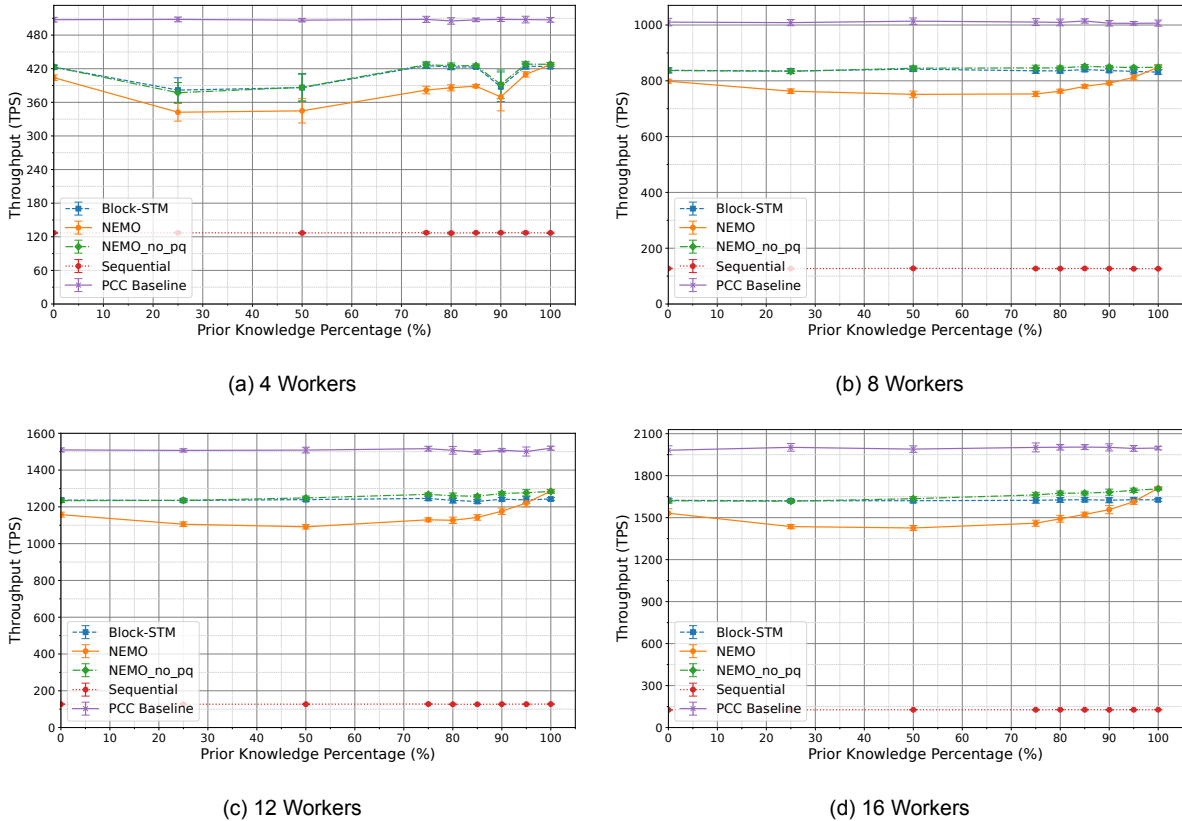 480
420
360
300
240
180
120
60
0
Throughput (TPS)
Block-STM
NEMO
NEMO_no_pq
Sequential
PCC Baseline
0 10 20 30 40 50 60 70 80 90 100
Prior Knowledge Percentage (%)
(a) 4 Workers
1000
800
600
400
200
0
Throughput (TPS)
Block-STM
NEMO
NEMO_no_pq
Sequential
PCC Baseline
0 10 20 30 40 50 60 70 80 90 100
Prior Knowledge Percentage (%)
(b) 8 Workers
1600
1400
1200
1000
800
600
400
200
0
Throughput (TPS)
Block-STM
NEMO
NEMO_no_pq
Sequential
PCC Baseline
0 10 20 30 40 50 60 70 80 90 100
Prior Knowledge Percentage (%)
(c) 12 Workers
2100
1800
1500
1200
900
600
300
0
Throughput (TPS)
Block-STM
NEMO
NEMO_no_pq
Sequential
PCC Baseline
0 10 20 30 40 50 60 70 80 90 100
Prior Knowledge Percentage (%)
(d) 16 Workers